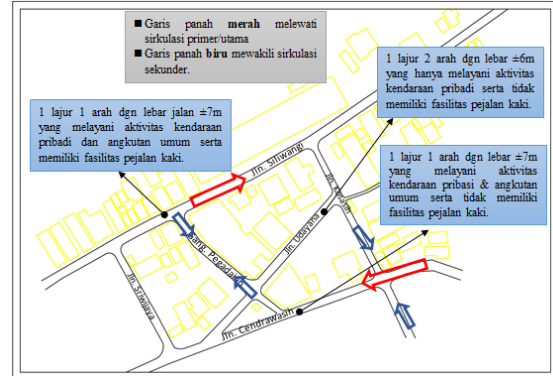 ■ Garis panah merah melewati
sirkulasi primer/utama
■ Garis panah biru mewakili sirkulasi
sekunder.
1 lajur 2 arah dgn lebar ±6m
yang hanya melayani aktivitas
kendaraan pribadi serta tidak
memiliki fasilitas pejalan kaki.
1 lajur 1 arah dgn lebar jalan ±7m
yang melayani aktivitas kendaraan
pribadi dan angkutan umum serta
memiliki fasilitas pejalan kaki.
1 lajur 1 arah dgn lebar ±7m
yang melayani aktivitas
kendaraan pribasi & angkutan
umum serta tidak memiliki
fasilitas pejalan kaki.
Jln. Siliwangi
Gang. Pegadai
Jln. Udayana
Jln. Sriwijaya
Jln. Cendrawasih